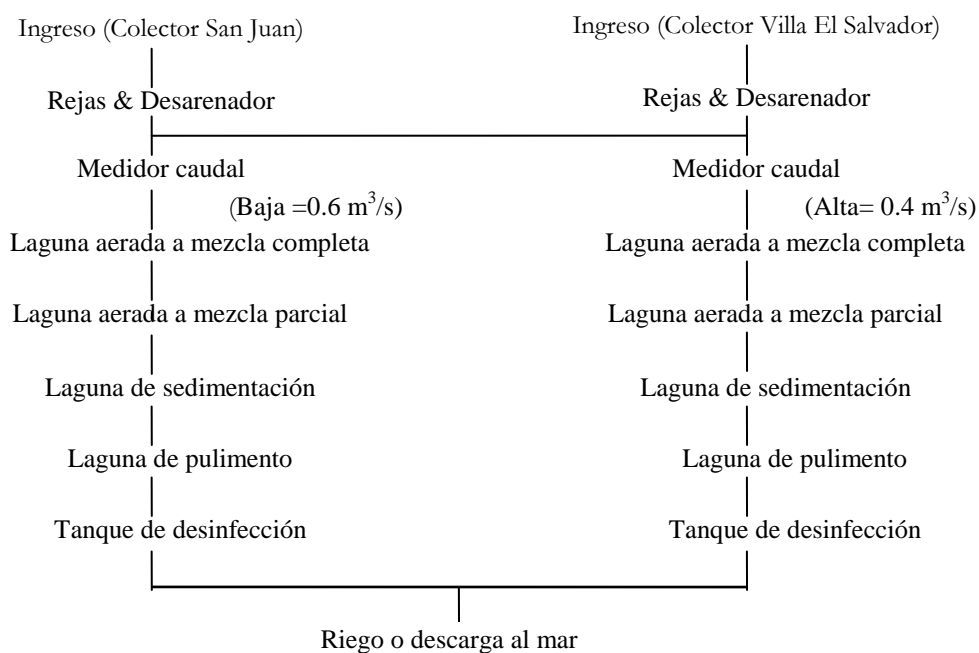 Ingreso (Colector San Juan)
Ingreso (Colector Villa El Salvador)
Rejas & Desarenador
Rejas & Desarenador
Medidor caudal
Medidor caudal
(Baja =0.6 m³/s)
(Alta= 0.4 m³/s)
Laguna aerada a mezcla completa
Laguna aerada a mezcla completa
Laguna aerada a mezcla parcial
Laguna aerada a mezcla parcial
Laguna de sedimentación
Laguna de sedimentación
Laguna de pulimento
Laguna de pulimento
Tanque de desinfección
Tanque de desinfección
Riego o descarga al mar